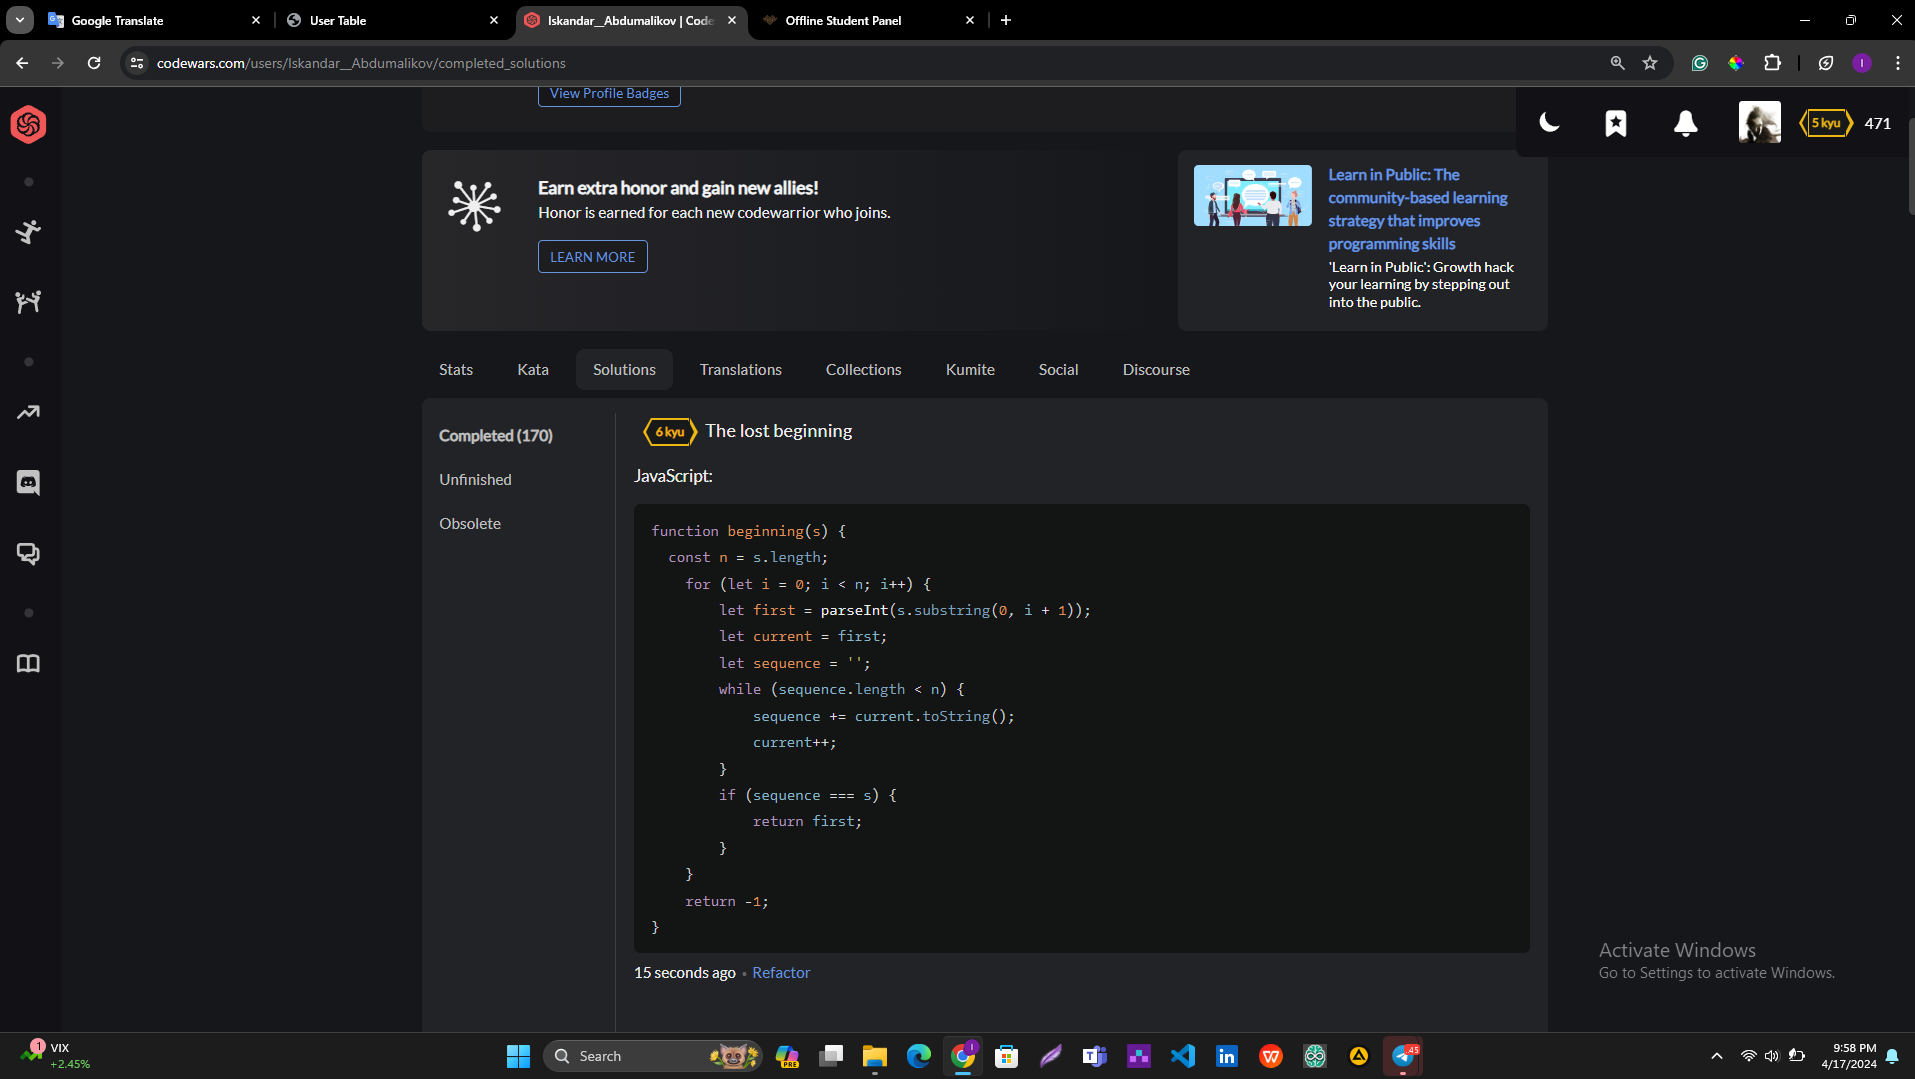 Google Translate
User Table
Iskandar__Abdumalikov | Code
Offline Student Panel
codewars.com/users/Iskandar__Abdumalikov/completed_solutions
View Profile Badges
5 kyu
471
Earn extra honor and gain new allies!
Honor is earned for each new codewarrior who joins.
LEARN MORE
Learn in Public: The
community-based learning
strategy that improves
programming skills
'Learn in Public': Growth hack
your learning by stepping out
into the public.
Stats
Kata
Solutions
Translations
Collections
Kumite
Social
Discourse
Completed (170)
Unfinished
Obsolete
6 kyu
The lost beginning
JavaScript:
function beginning(s) {
const n = s.length;
for (let i = 0; i < n; i++) {
let first = parseInt(s.substring(0, i + 1));
let current = first;
let sequence = '';
while (sequence.length < n) {
sequence += current.toString();
current++;
}
if (sequence === s) {
return first;
}
}
return -1;
}
15 seconds ago • Refactor
Activate Windows
Go to Settings to activate Windows.
1
VIX
+2.45%
Search
PRE
1
45
9:58 PM
4/17/2024